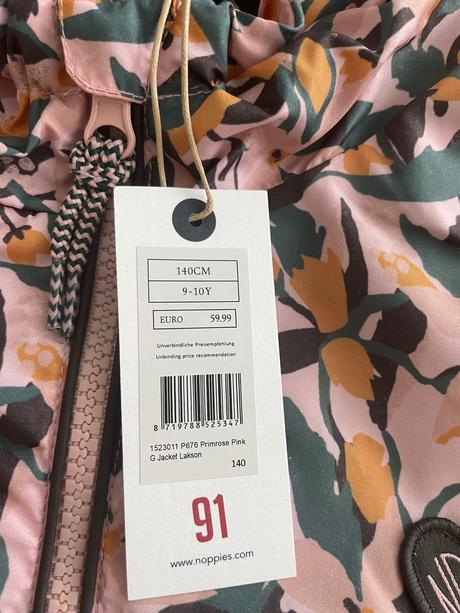 140CM
9-10Y
EURO 59.99
Unverbindliche Preisempfehlung
Unbinding price recommendation
8 719788 525347
1523011 P676 Primrose Pink
G Jacket Lakson
140
91
www.noppies.com